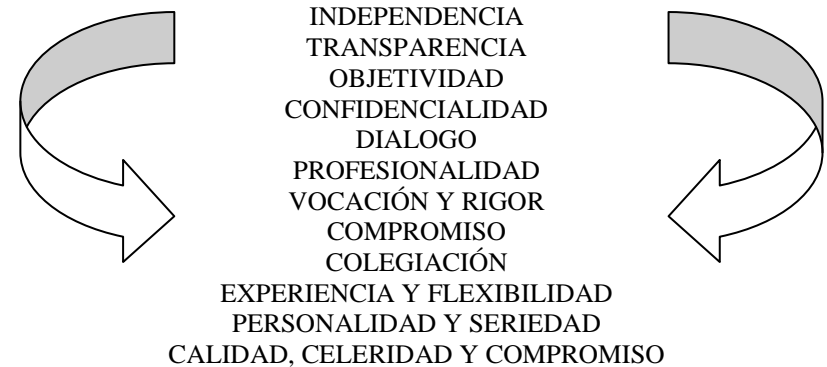 INDEPENDENCIA
TRANSPARENCIA
OBJETIVIDAD
CONFIDENCIALIDAD
DIALOGO
PROFESIONALIDAD
VOCACIÓN Y RIGOR
COMPROMISO
COLEGIACIÓN
EXPERIENCIA Y FLEXIBILIDAD
PERSONALIDAD Y SERIEDAD
CALIDAD, CELERIDAD Y COMPROMISO